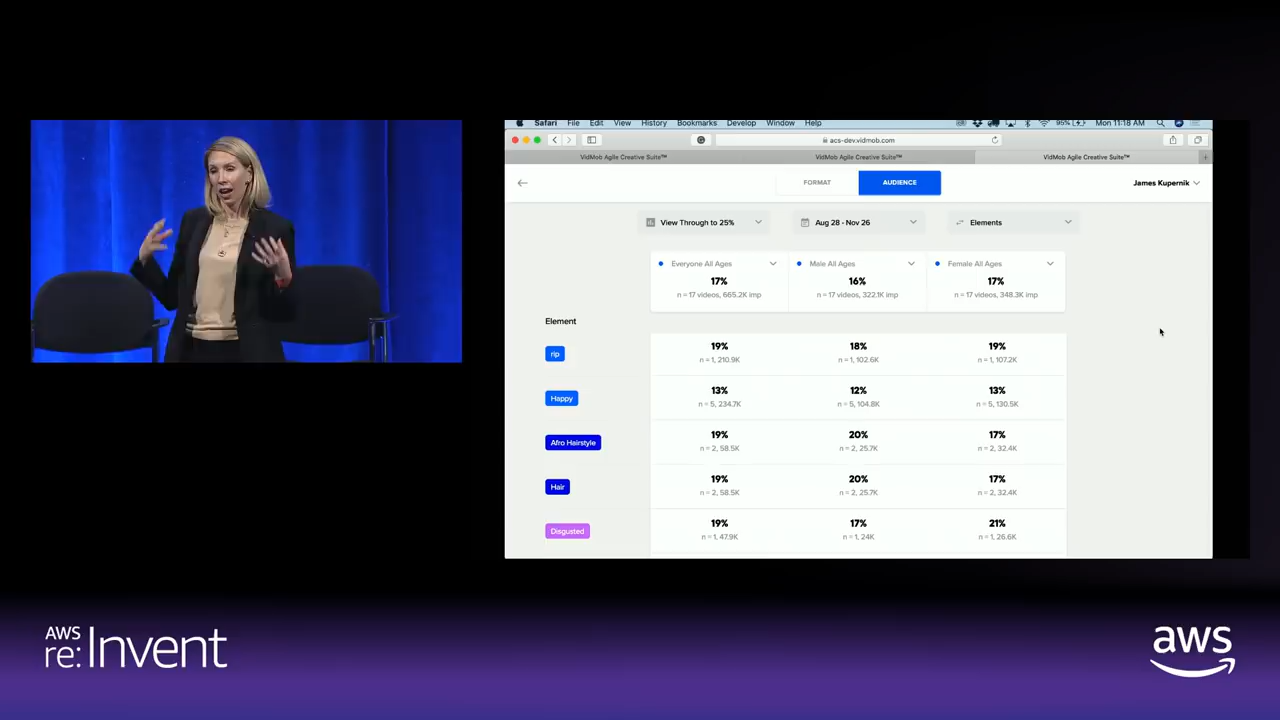 Safari File Edit View History Bookmarks Develop Window Help 95% Mon 11:18 AM
acs-dev.vidmob.com
VidMob Agile Creative Suite™ VidMob Agile Creative Suite™ VidMob Agile Creative Suite™
FORMAT AUDIENCE James Kupernik
View Through to 25% Aug 28 - Nov 26 Elements
Everyone All Ages Male All Ages Female All Ages
17% 16% 17%
n = 17 videos, 665.2K imp n = 17 videos, 322.1K imp n = 17 videos, 348.3K imp
Element
rip 19% 18% 19%
n = 1, 210.9K n = 1, 102.6K n = 1, 107.2K
Happy 13% 12% 13%
n = 5, 234.7K n = 5, 104.8K n = 5, 130.5K
Afro Hairstyle 19% 20% 17%
n = 2, 58.5K n = 2, 25.7K n = 2, 32.4K
Hair 19% 20% 17%
n = 2, 58.5K n = 2, 25.7K n = 2, 32.4K
Disgusted 19% 17% 21%
n = 1, 47.9K n = 1, 24K n = 1, 26.6K
AWS
re:Invent
aws